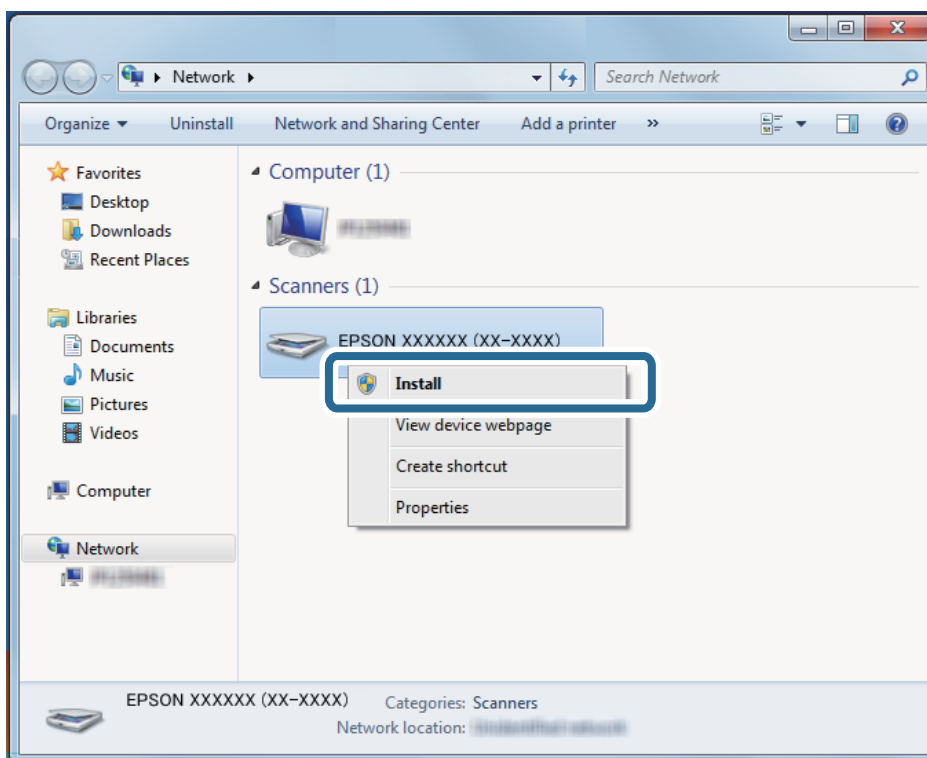 Network
Search Network
Organize Uninstall Network and Sharing Center Add a printer »
Favorites
Desktop
Downloads
Recent Places
Libraries
Documents
Music
Pictures
Videos
Computer
Network
Computer (1)
Scanners (1)
EPSON XXXXXX (XX-XXXX)
Install
View device webpage
Create shortcut
Properties
EPSON XXXXXX (XX-XXXX) Categories: Scanners
Network location: